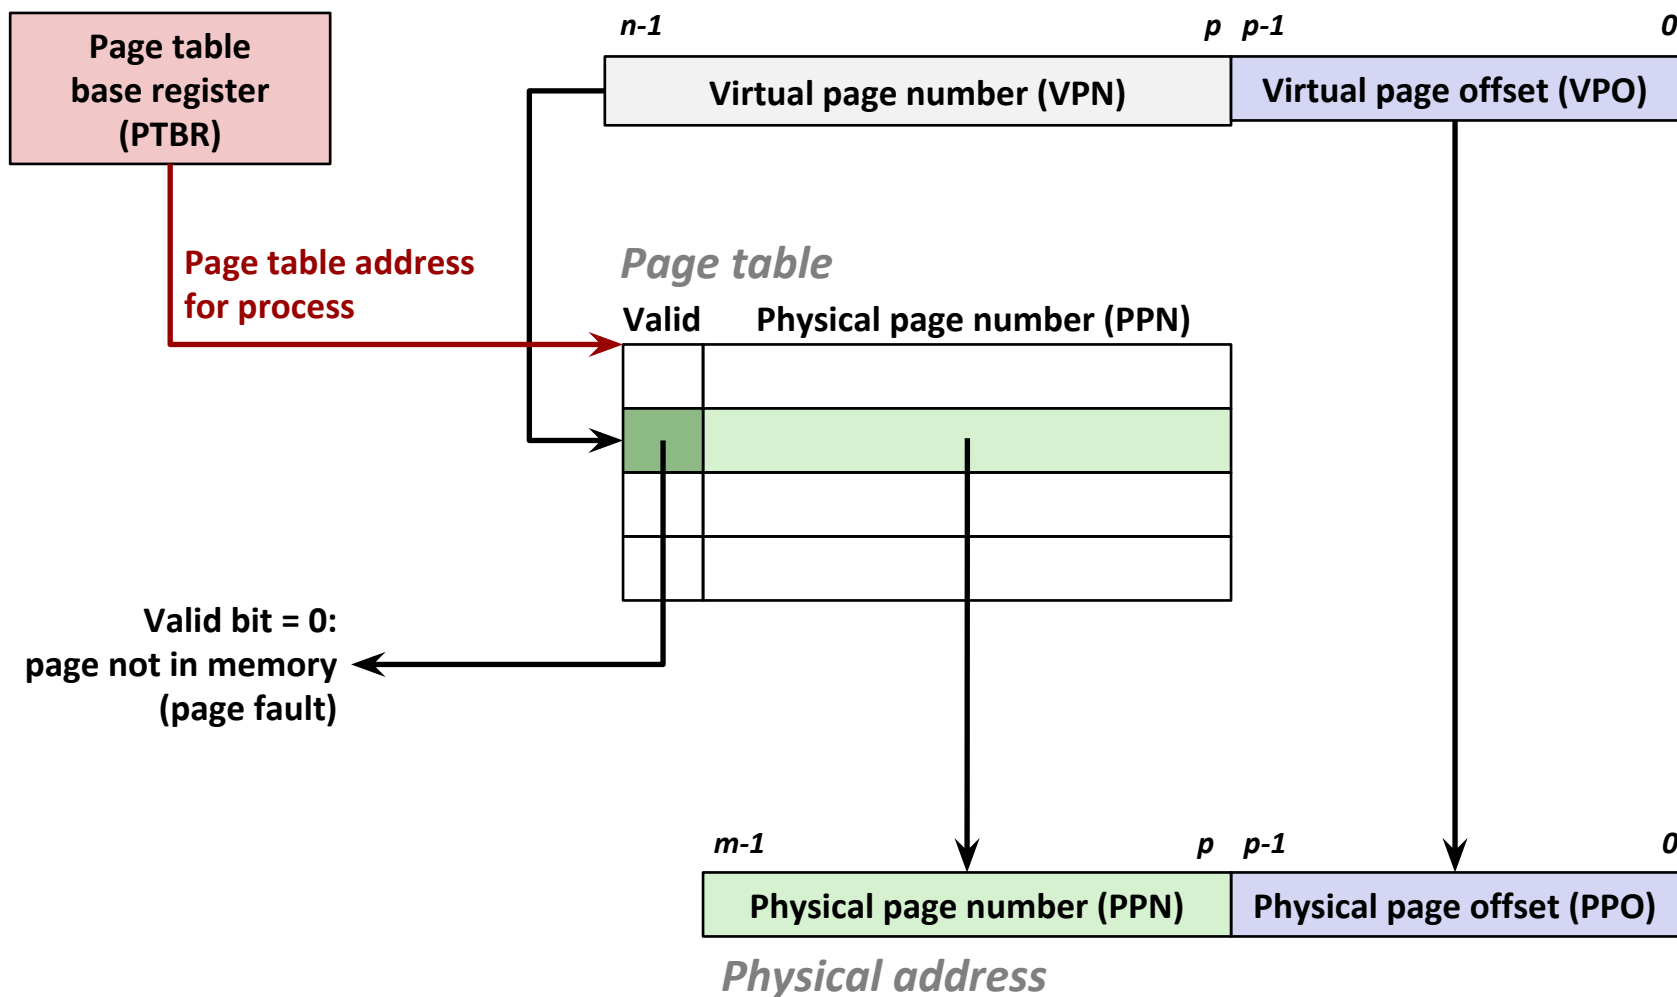 n-1 p p-1 0
Page table
base register
(PTBR)
Virtual page number (VPN) Virtual page offset (VPO)
Page table address
for process
Page table
Valid Physical page number (PPN)
Valid bit = 0:
page not in memory
(page fault)
m-1 p p-1 0
Physical page number (PPN) Physical page offset (PPO)
Physical address